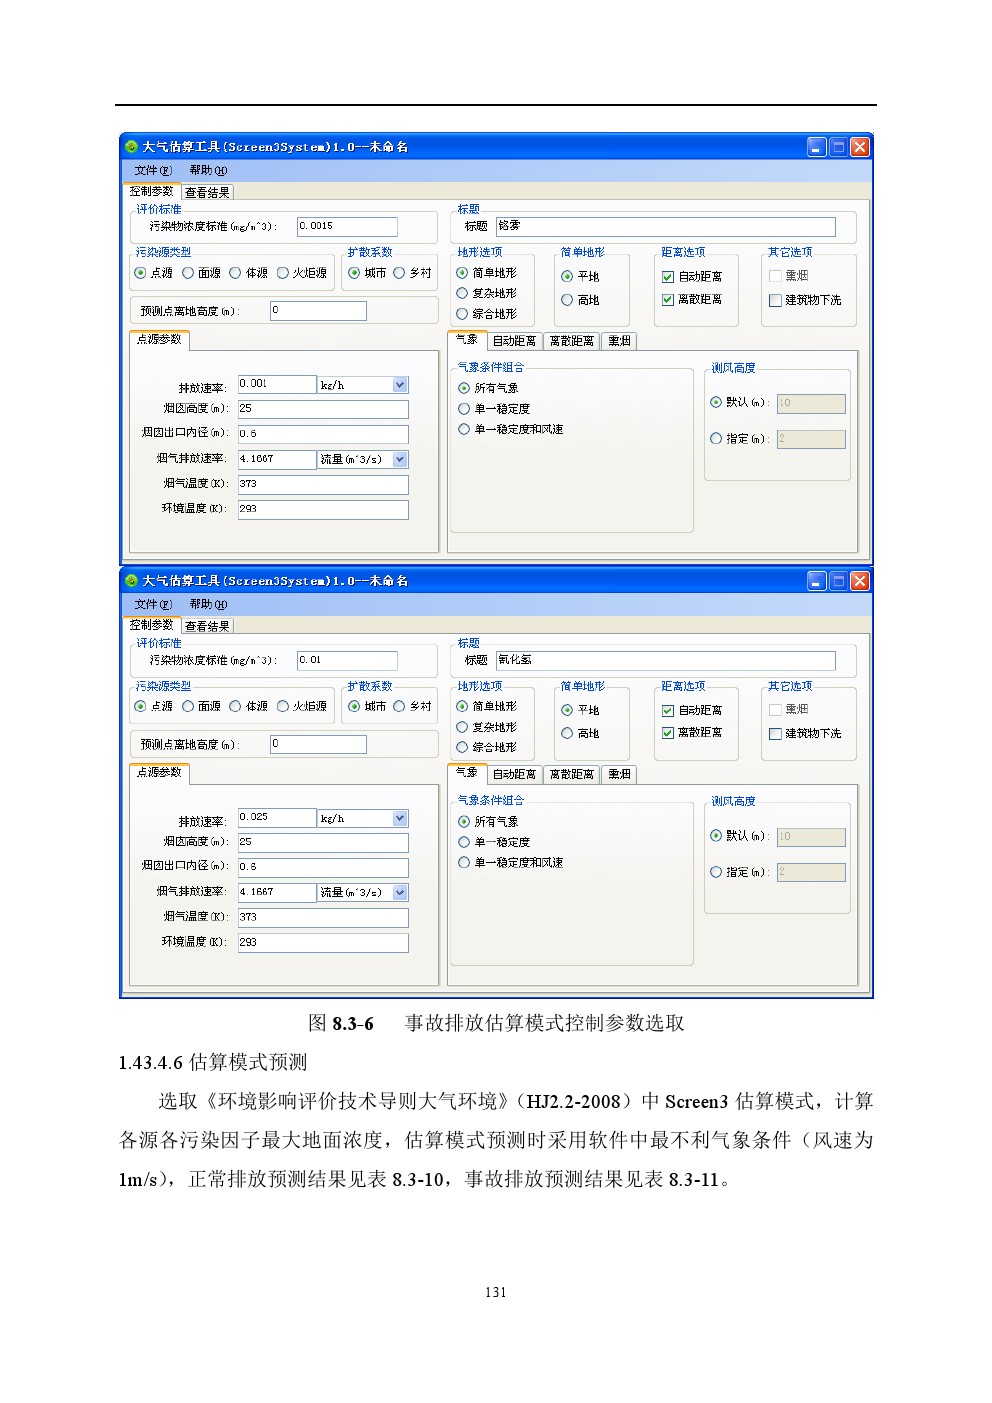 大气估算工具(Screen3System)1.0--未命名
文件(F) 帮助(H)
控制参数 查看结果
评价标准 标题
污染物浓度标准(mg/m^3): 0.0015 标题 铬雾
污染源类型 扩散系数 地形选项 简单地形 距离选项 其它选项
点源 面源 体源 火炬源 城市 乡村 简单地形 平地 自动距离 熏烟
复杂地形 高地 离散距离 建筑物下洗
预测点离地高度(m): 0 综合地形
点源参数 气象 自动距离 离散距离 熏烟
气象条件组合 测风高度
排放速率: 0.001 kg/h 所有气象 默认(m): 10
烟囱高度(m): 25 单一稳定度
烟囱出口内径(m): 0.6 单一稳定度和风速 指定(m): 2
烟气排放速率: 4.1667 流量(m^3/s)
烟气温度(K): 373
环境温度(K): 293
大气估算工具(Screen3System)1.0--未命名
文件(F) 帮助(H)
控制参数 查看结果
评价标准 标题
污染物浓度标准(mg/m^3): 0.01 标题 氰化氢
污染源类型 扩散系数 地形选项 简单地形 距离选项 其它选项
点源 面源 体源 火炬源 城市 乡村 简单地形 平地 自动距离 熏烟
复杂地形 高地 离散距离 建筑物下洗
预测点离地高度(m): 0 综合地形
点源参数 气象 自动距离 离散距离 熏烟
气象条件组合 测风高度
排放速率: 0.025 kg/h 所有气象 默认(m): 10
烟囱高度(m): 25 单一稳定度
烟囱出口内径(m): 0.6 单一稳定度和风速 指定(m): 2
烟气排放速率: 4.1667 流量(m^3/s)
烟气温度(K): 373
环境温度(K): 293
图 8.3-6 事故排放估算模式控制参数选取
1.43.4.6 估算模式预测
选取《环境影响评价技术导则大气环境》（HJ2.2-2008）中 Screen3 估算模式，计算
各源各污染因子最大地面浓度，估算模式预测时采用软件中最不利气象条件（风速为
1m/s），正常排放预测结果见表 8.3-10，事故排放预测结果见表 8.3-11。
131